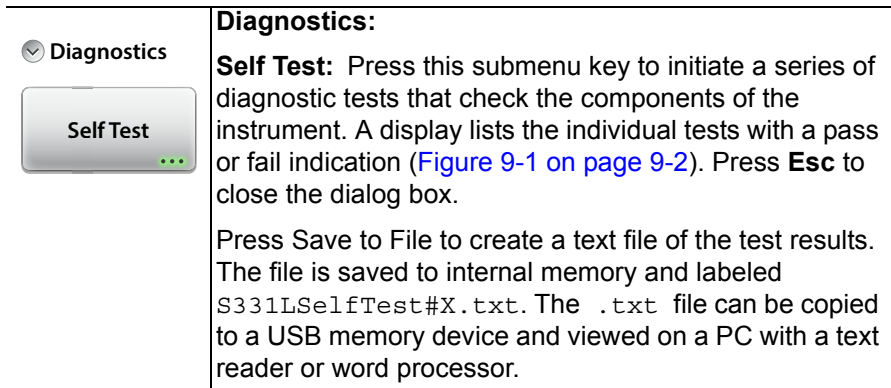 Diagnostics
Self Test
Diagnostics:
Self Test: Press this submenu key to initiate a series of
diagnostic tests that check the components of the
instrument. A display lists the individual tests with a pass
or fail indication (Figure 9-1 on page 9-2). Press Esc to
close the dialog box.
Press Save to File to create a text file of the test results.
The file is saved to internal memory and labeled
S331LSelfTest#X.txt. The .txt file can be copied
to a USB memory device and viewed on a PC with a text
reader or word processor.